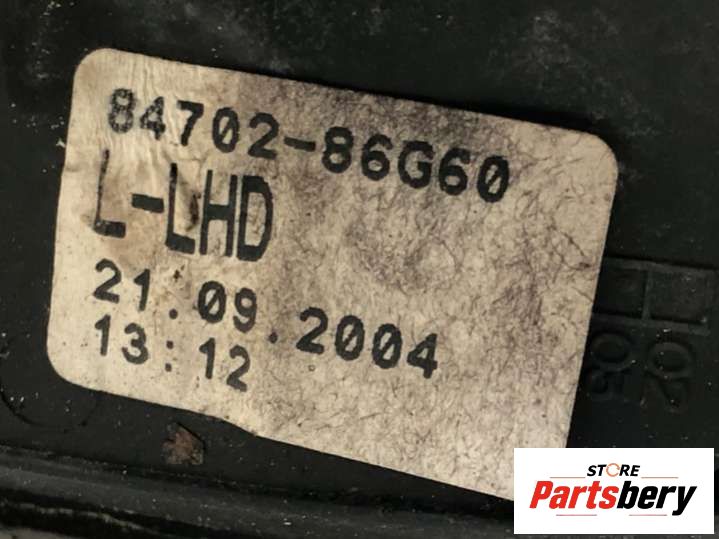 84702-86G60
L-LHD
21.09.2004
13:12
STORE
Partsbery